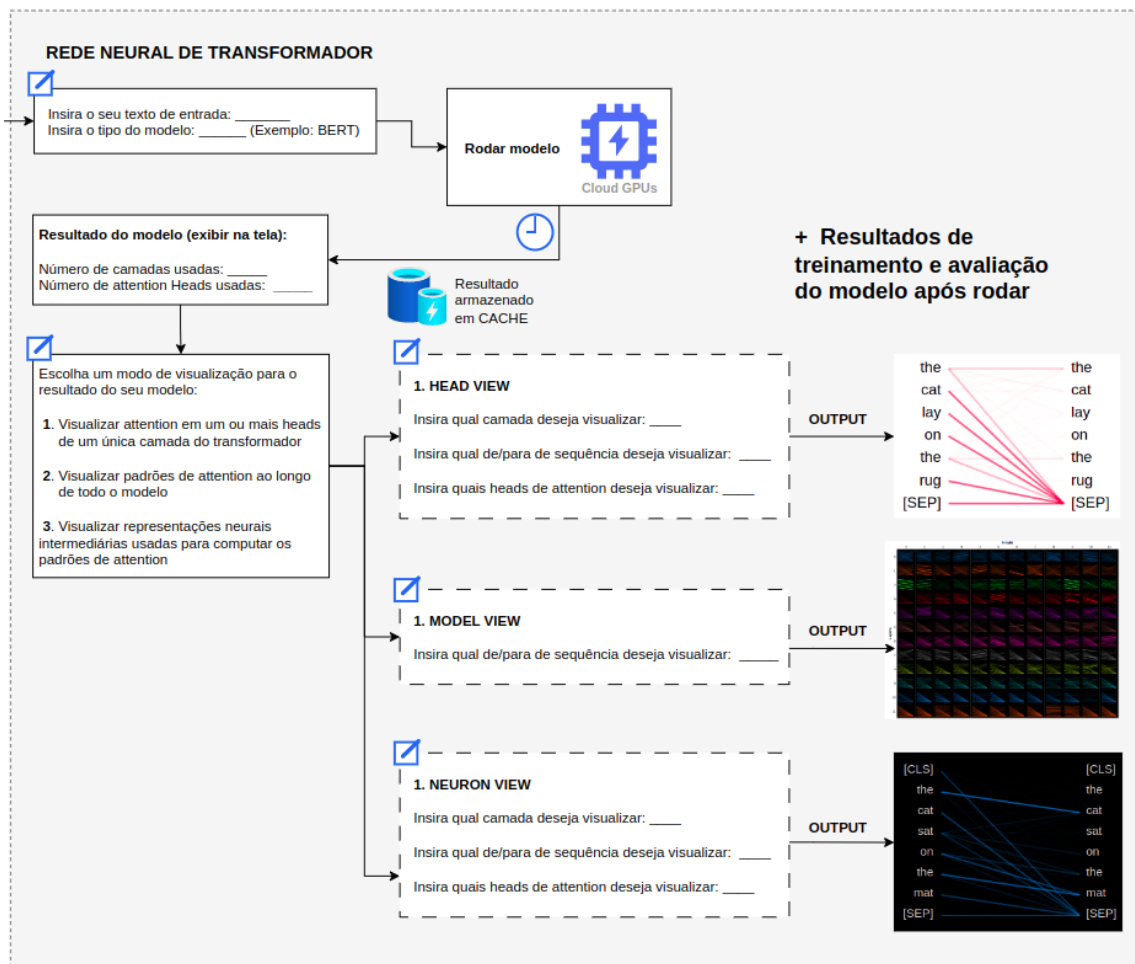 REDE NEURAL DE TRANSFORMADOR
Insira o seu texto de entrada: _______
Insira o tipo do modelo: ______ (Exemplo: BERT)
Rodar modelo
Cloud GPUs
Resultado do modelo (exibir na tela):
Número de camadas usadas: _____
Número de attention Heads usadas: _____
Resultado
armazenado
em CACHE
+ Resultados de
treinamento e avaliação
do modelo após rodar
Escolha um modo de visualização para o
resultado do seu modelo:
1. Visualizar attention em um ou mais heads
de um única camada do transformador
2. Visualizar padrões de attention ao longo
de todo o modelo
3. Visualizar representações neurais
intermediárias usadas para computar os
padrões de attention
1. HEAD VIEW
Insira qual camada deseja visualizar: ____
Insira qual de/para de sequência deseja visualizar: ____
Insira quais heads de attention deseja visualizar: ____
OUTPUT
the the
cat cat
lay lay
on on
the the
rug rug
[SEP] [SEP]
1. MODEL VIEW
Insira qual de/para de sequência deseja visualizar: _____
OUTPUT
1. NEURON VIEW
Insira qual camada deseja visualizar: ____
Insira qual de/para de sequência deseja visualizar: ____
Insira quais heads de attention deseja visualizar: ____
OUTPUT
[CLS] [CLS]
the the
cat cat
sat sat
on on
the the
mat mat
[SEP] [SEP]